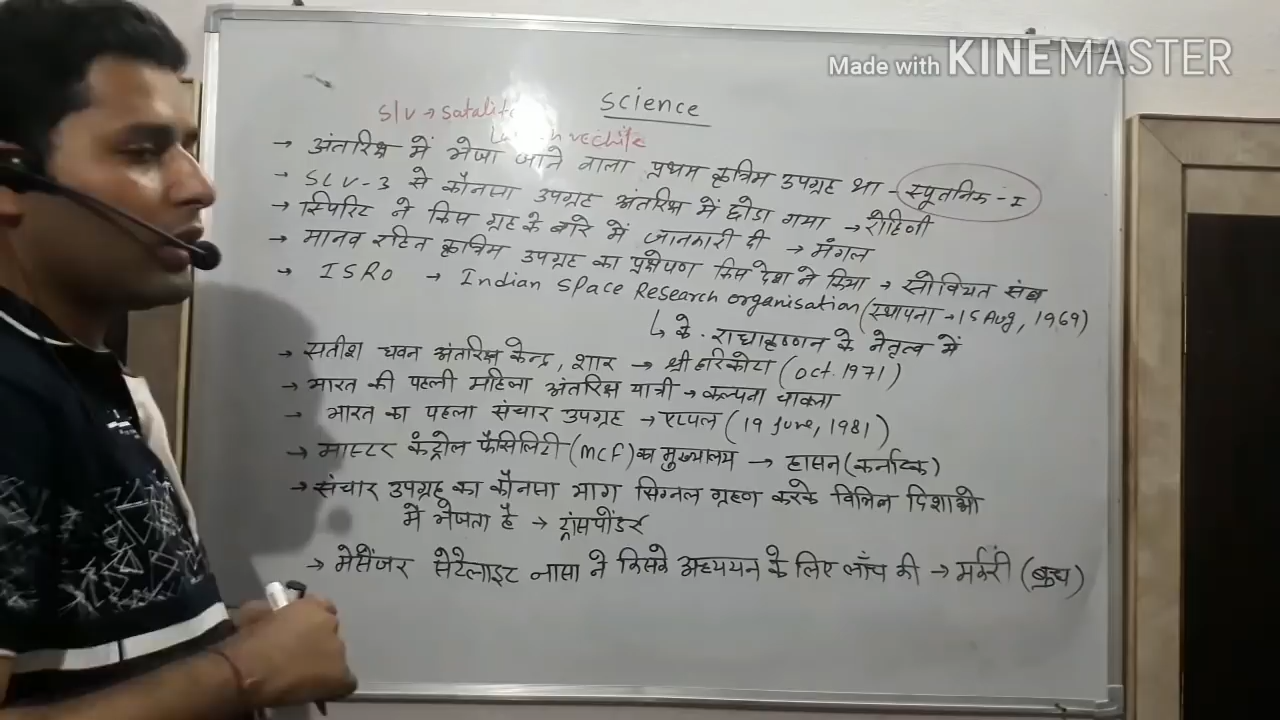 Made with KINEMASTER
Science
SLV → Satalite
vechile
→ अंतरिक्ष में भेजा जाने वाला प्रथम कृत्रिम उपग्रह था - स्पूतनिक - I
→ SLV-3 से कौनसा उपग्रह अंतरिक्ष में छोडा गया → रोहिणी
→ स्पिरिट ने किस ग्रह के बारे में जानकारी दी → मंगल
→ मानव रहित कृत्रिम उपग्रह का प्रक्षेपण किस देश ने किया → सोवियत संघ
→ ISRO → Indian Space Research organisation (स्थापना → 15 Aug, 1969)
↳ के. राधाकृष्णन के नेतृत्व में
→ सतीश धवन अंतरिक्ष केन्द्र, शार → श्री हरिकोटा (Oct. 1971)
→ भारत की पहली महिला अंतरिक्ष यात्री → कल्पना चावला
→ भारत का पहला संचार उपग्रह → एप्पल (19 June, 1981)
→ मास्टर कंट्रोल फैसिलिटी (MCF) का मुख्यालय → हासन (कर्नाटक)
→ संचार उपग्रह का कौनसा भाग सिग्नल ग्रहण करके विभिन्न दिशाओ
में भेजता है → ट्रांसपोंडर
→ मेसेंजर सेटेलाइट नासा ने किसके अध्ययन के लिए लाँच की → मर्करी (बुध)